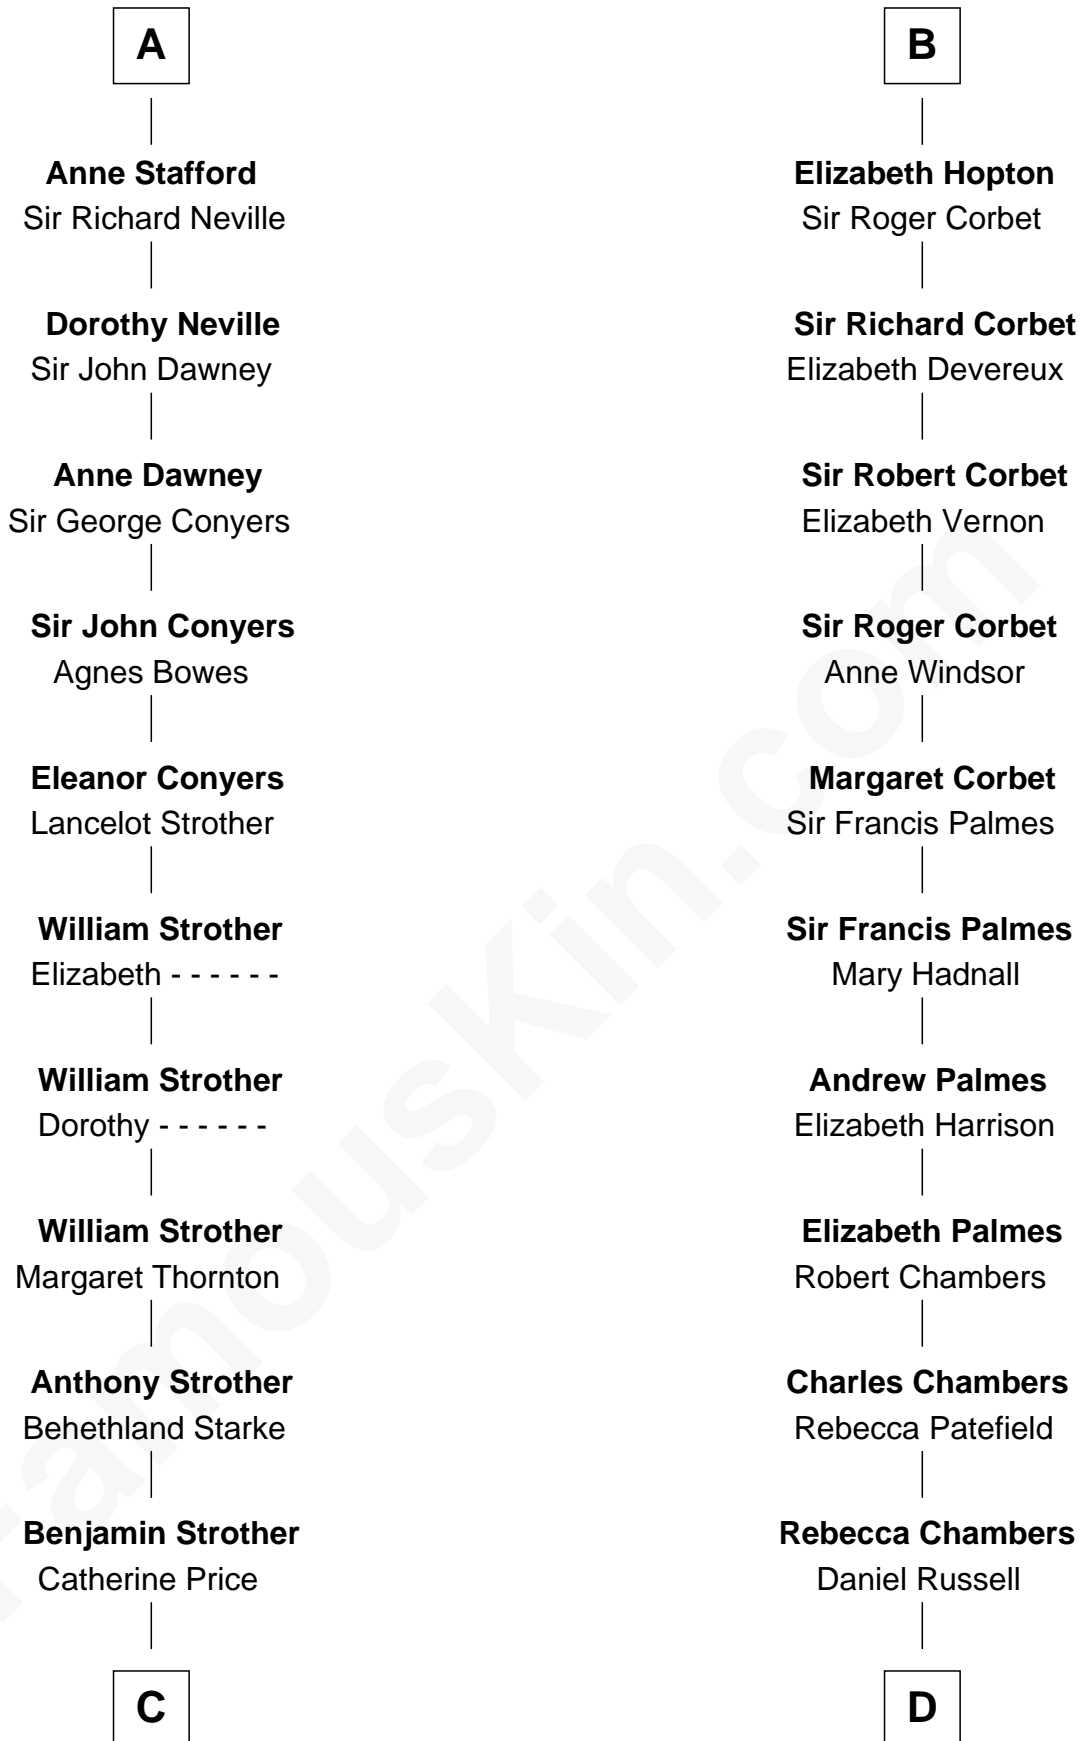 A
Anne Stafford
Sir Richard Neville
Dorothy Neville
Sir John Dawney
Anne Dawney
Sir George Conyers
Sir John Conyers
Agnes Bowes
Eleanor Conyers
Lancelot Strother
William Strother
Elizabeth - - - - - -
William Strother
Dorothy - - - - - -
William Strother
Margaret Thornton
Anthony Strother
Behethland Starke
Benjamin Strother
Catherine Price
C
B
Elizabeth Hopton
Sir Roger Corbet
Sir Richard Corbet
Elizabeth Devereux
Sir Robert Corbet
Elizabeth Vernon
Sir Roger Corbet
Anne Windsor
Margaret Corbet
Sir Francis Palmes
Sir Francis Palmes
Mary Hadnall
Andrew Palmes
Elizabeth Harrison
Elizabeth Palmes
Robert Chambers
Charles Chambers
Rebecca Patefield
Rebecca Chambers
Daniel Russell
D
FamousKin.com